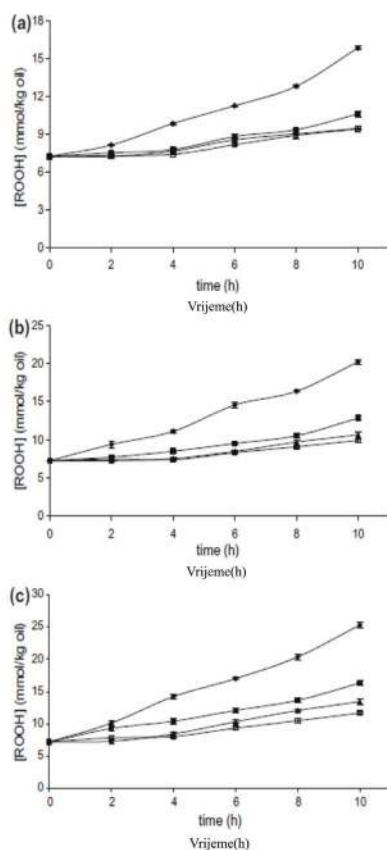 (a)
[ROOH] (mmol/kg oil)
18
15
12
9
6
3
0
0 2 4 6 8 10
time (h)
Vrijeme(h)
(b)
[ROOH] (mmol/kg oil)
25
20
15
10
5
0
0 2 4 6 8 10
time (h)
Vrijeme(h)
(c)
[ROOH] (mmol/kg oil)
30
25
20
15
10
5
0
0 2 4 6 8 10
time (h)
Vrijeme(h)